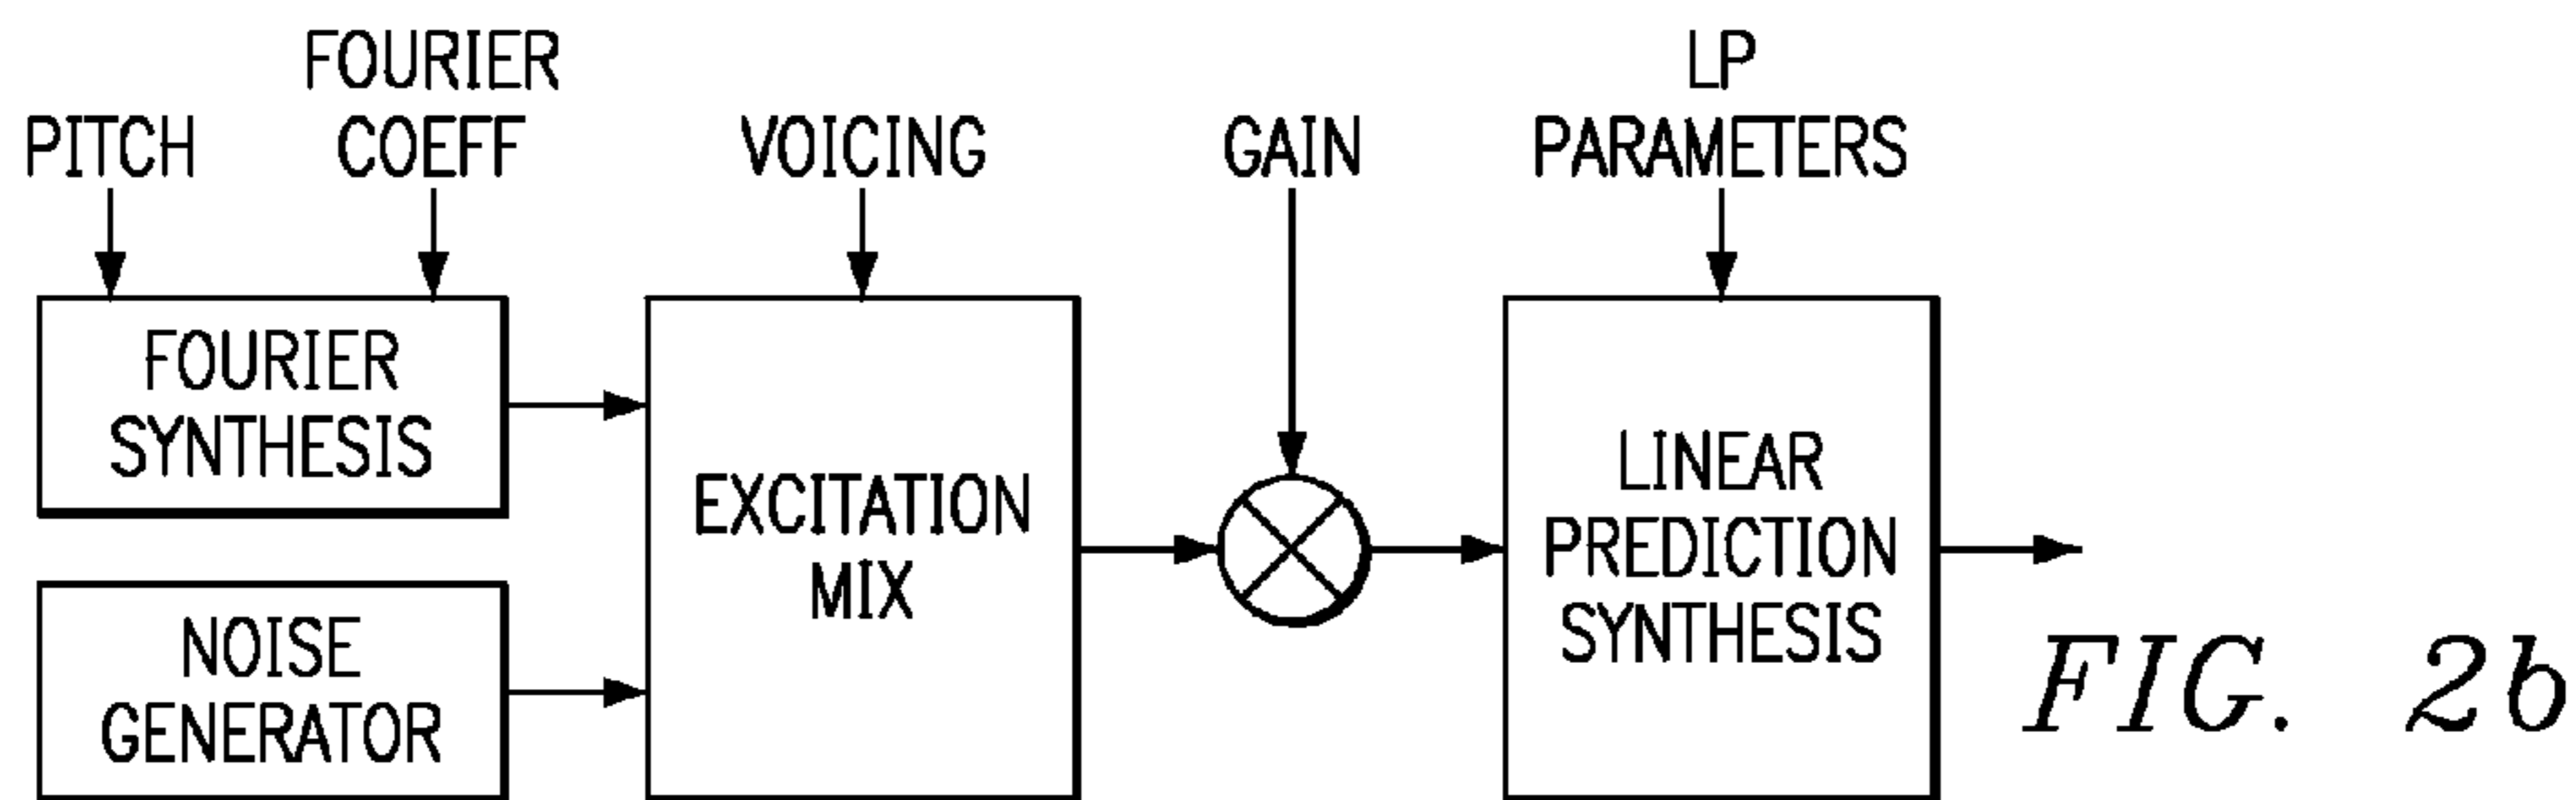 PITCH
FOURIER
COEFF
VOICING
GAIN
LP
PARAMETERS
FOURIER
SYNTHESIS
NOISE
GENERATOR
EXCITATION
MIX
LINEAR
PREDICTION
SYNTHESIS
FIG. 2b